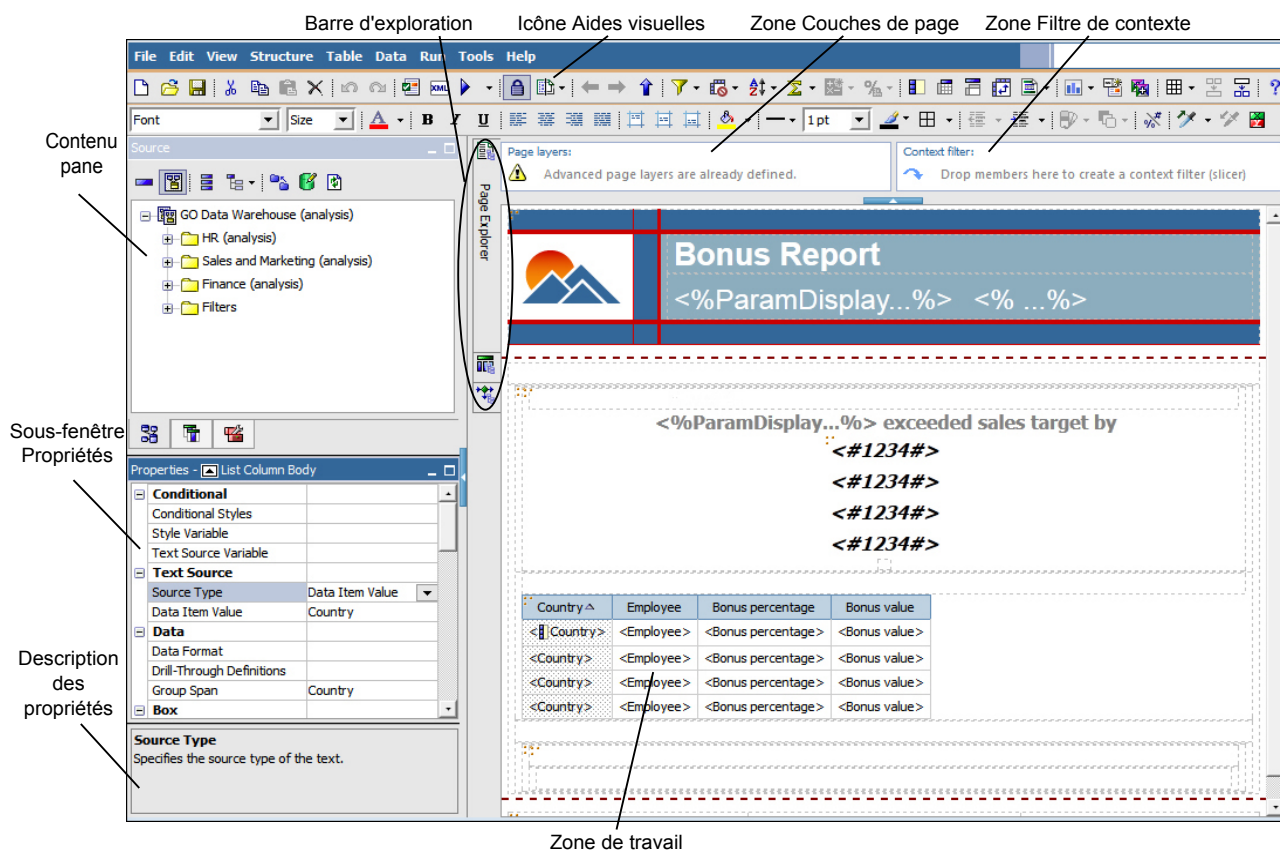 Barre d'exploration
Icône Aides visuelles
Zone Couches de page
Zone Filtre de contexte
File Edit View Structure Table Data Run Tools Help
XML
Font
Size
A
B I U
1 pt
Contenu
pane
Source
Page Explorer
Page layers:
Advanced page layers are already defined.
Context filter:
Drop members here to create a context filter (slicer)
GO Data Warehouse (analysis)
HR (analysis)
Sales and Marketing (analysis)
Finance (analysis)
Filters
Bonus Report
<%ParamDisplay...%> <% ...%>
<%ParamDisplay...%> exceeded sales target by
<#1234#>
<#1234#>
<#1234#>
<#1234#>
Sous-fenêtre
Propriétés
Properties - List Column Body
Conditional
Conditional Styles
Style Variable
Text Source Variable
Text Source
Source Type Data Item Value
Data Item Value Country
Data
Data Format
Drill-Through Definitions
Group Span Country
Box
Country Employee Bonus percentage Bonus value
<Country> <Employee> <Bonus percentage> <Bonus value>
<Country> <Employee> <Bonus percentage> <Bonus value>
<Country> <Employee> <Bonus percentage> <Bonus value>
<Country> <Employee> <Bonus percentage> <Bonus value>
Description
des
propriétés
Source Type
Specifies the source type of the text.
Zone de travail